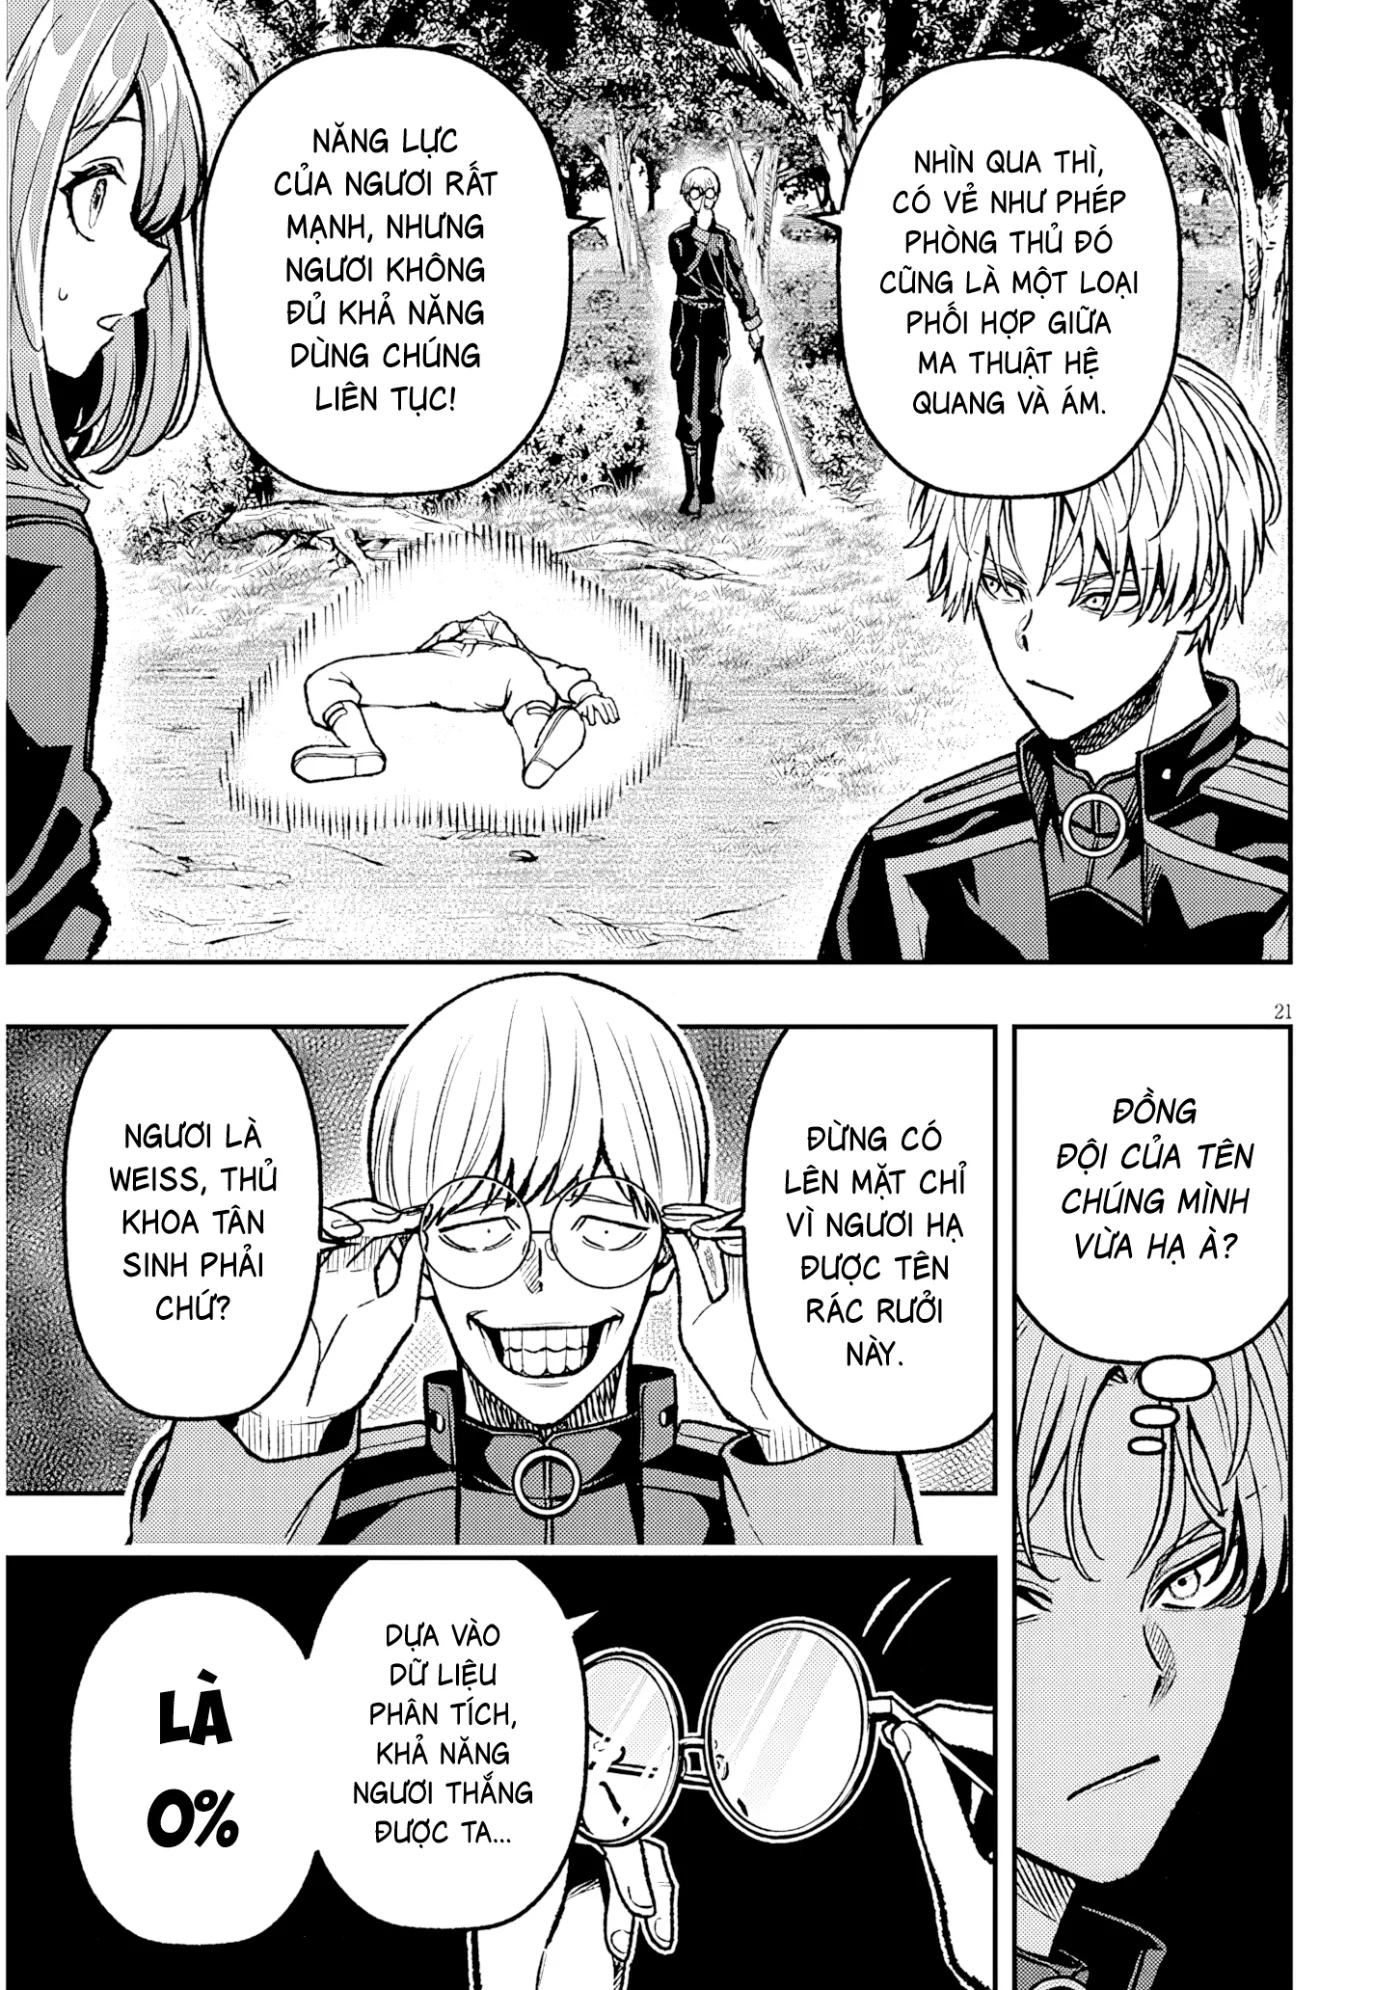 NHÌN QUA THÌ,
CÓ VẺ NHƯ PHÉP
PHÒNG THỦ ĐÓ
CŨNG LÀ MỘT LOẠI
PHỐI HỢP GIỮA
MA THUẬT HỆ
QUANG VÀ ÁM.
NĂNG LỰC
CỦA NGƯƠI RẤT
MẠNH, NHƯNG
NGƯƠI KHÔNG
ĐỦ KHẢ NĂNG
DÙNG CHÚNG
LIÊN TỤC!
21
ĐỒNG
ĐỘI CỦA TÊN
CHÚNG MÌNH
VỪA HẠ À?
ĐỪNG CÓ
LÊN MẶT CHỈ
VÌ NGƯƠI HẠ
ĐƯỢC TÊN
RÁC RƯỞI
NÀY.
NGƯƠI LÀ
WEISS, THỦ
KHOA TÂN
SINH PHẢI
CHỨ?
DỰA VÀO
DỮ LIỆU
PHÂN TÍCH,
KHẢ NĂNG
NGƯƠI THẮNG
ĐƯỢC TA...
LÀ
0%